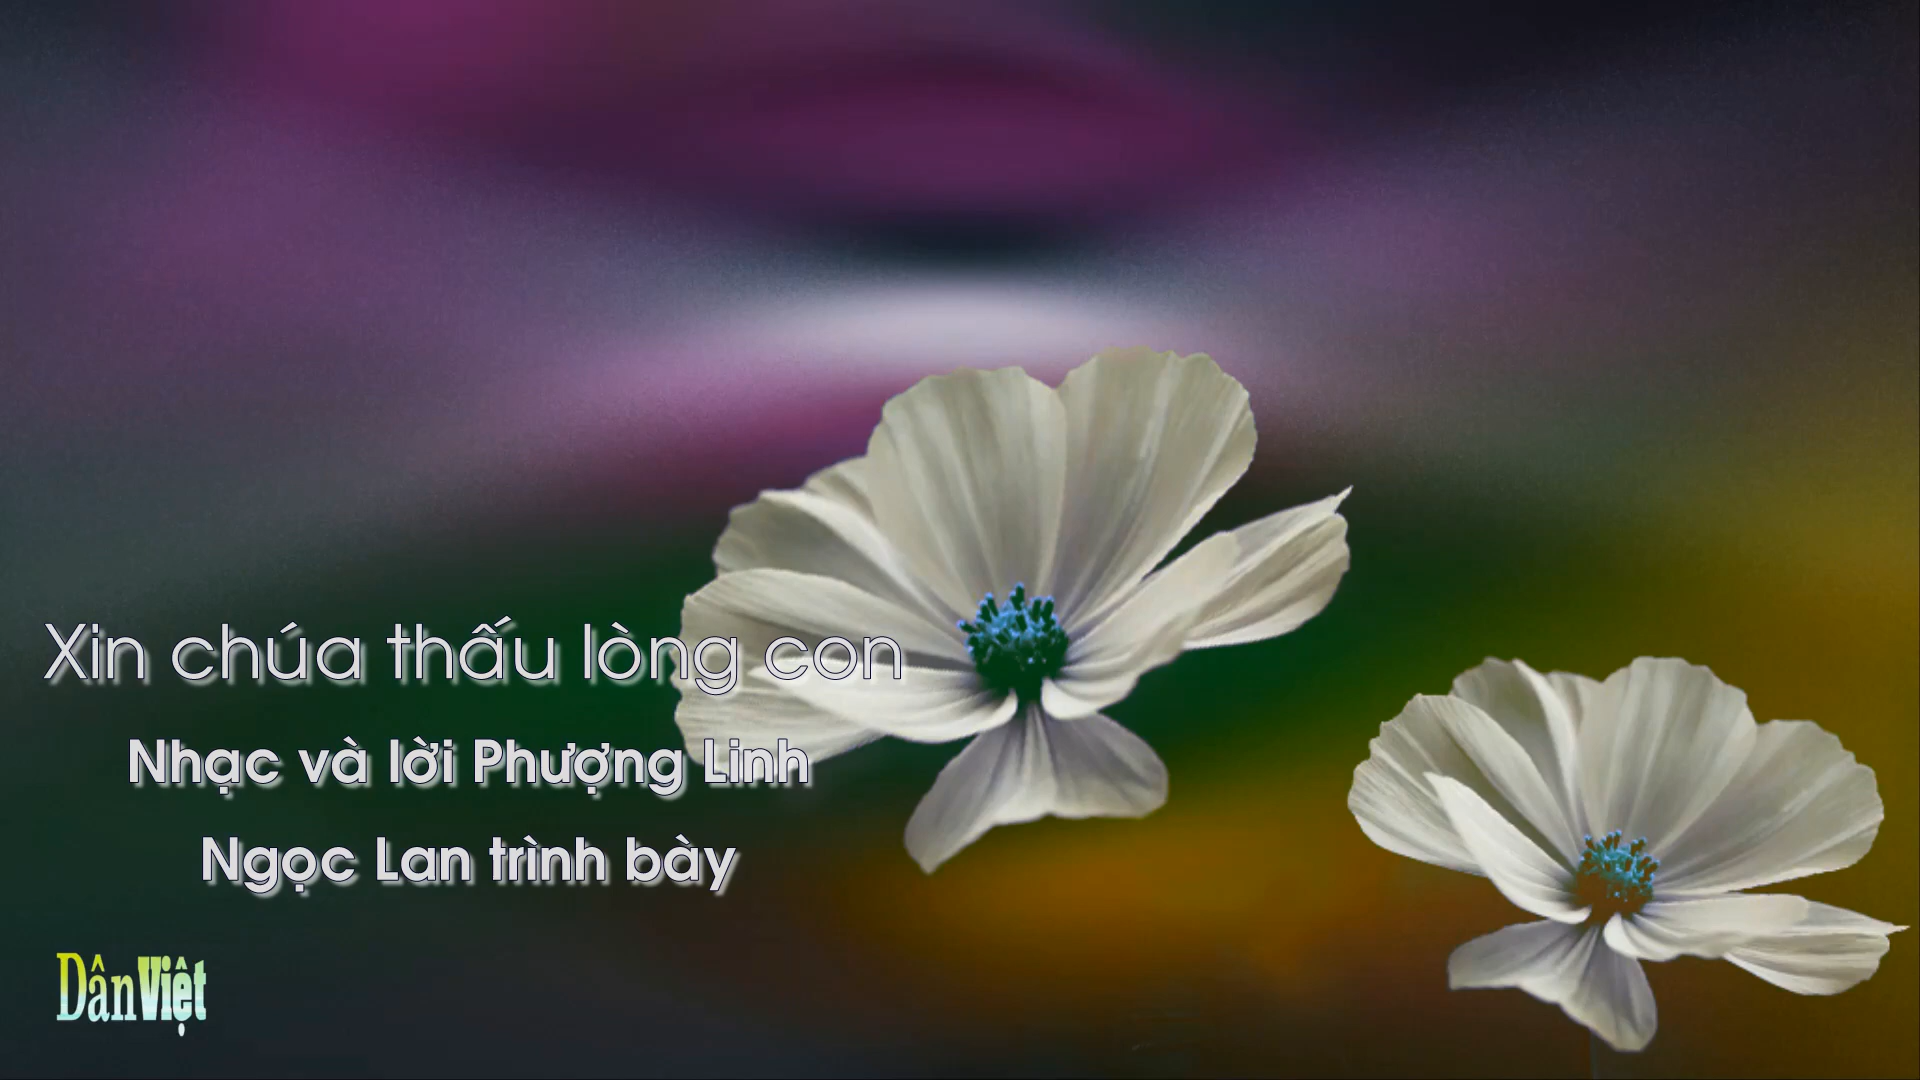 Xin chúa thấu lòng con
Nhạc và lời Phượng Linh
Ngọc Lan trình bày
DânViệt